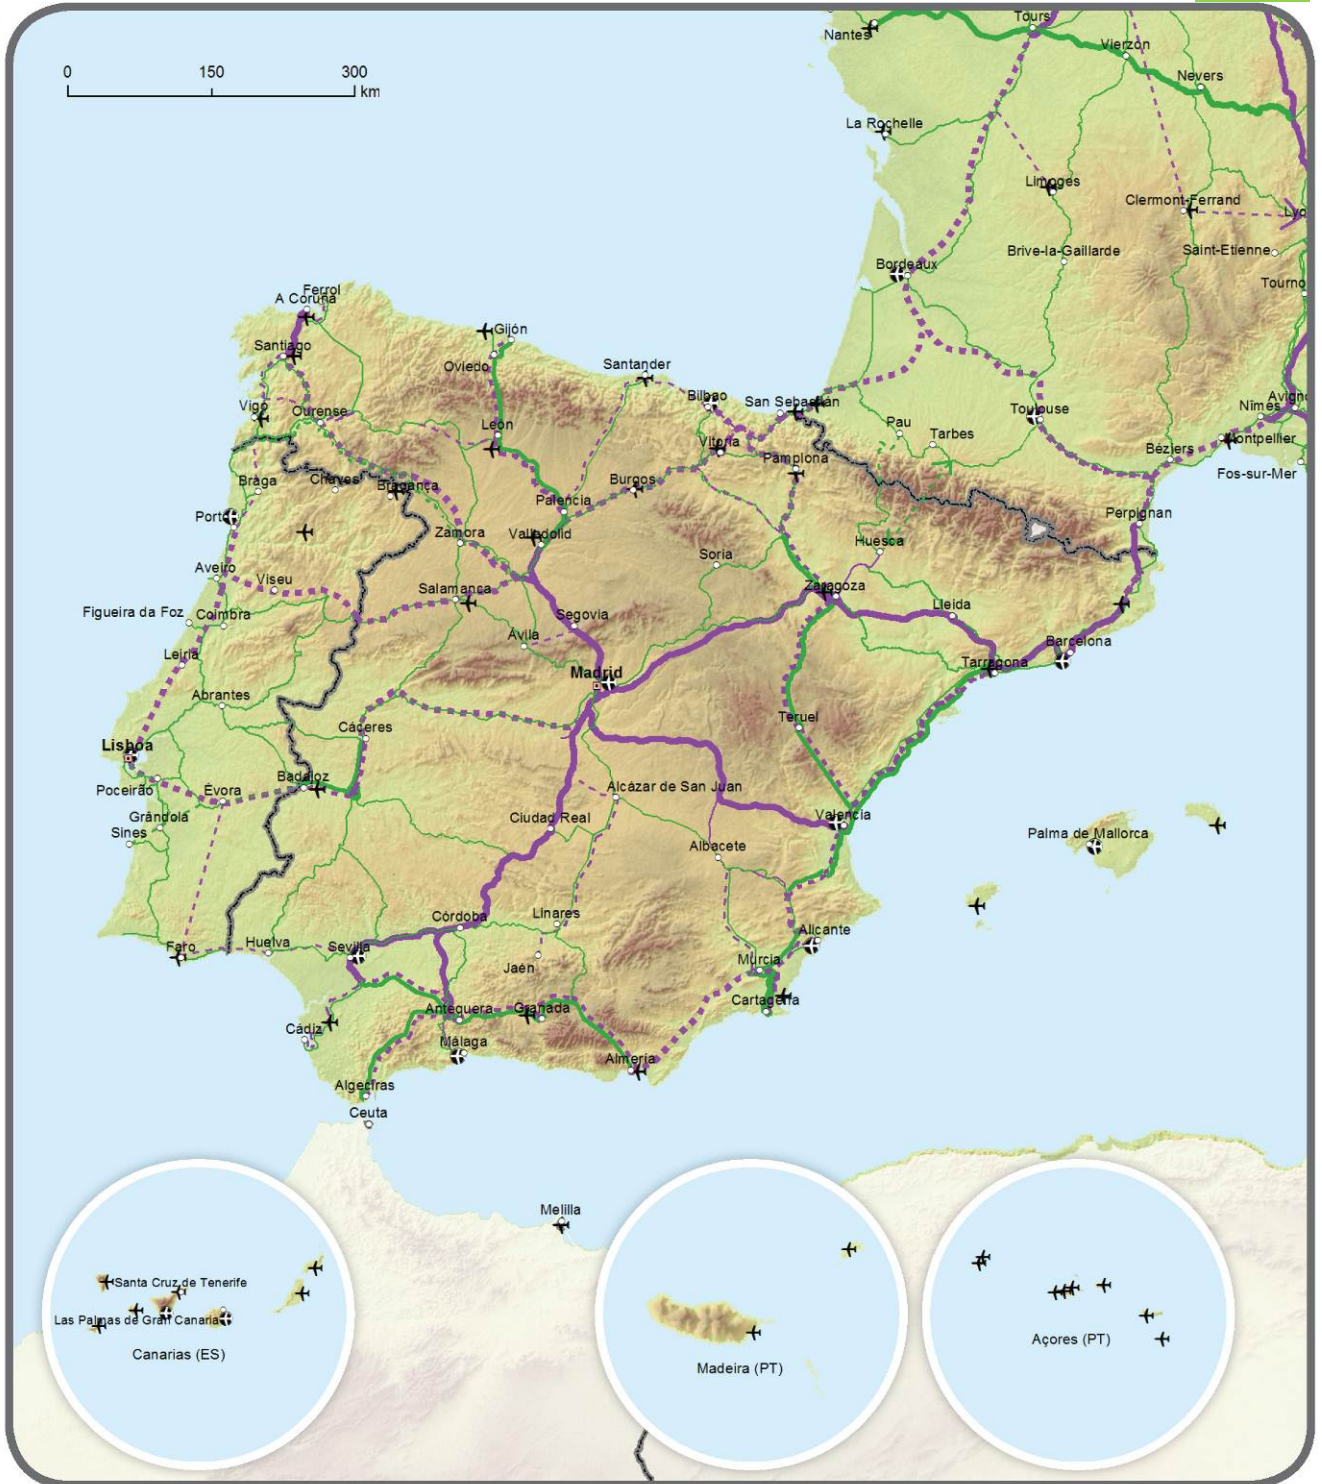 Tours
Nantes
Vierzon
Nevers
0 150 300
km
La Rochelle
Limoges
Clermont-Ferrand
Lyo
Brive-la-Gaillarde
Saint-Etienne
Bordeaux
Tourno
Ferrol
A Coruña
Gijón
Santiago
Oviedo
Santander
Bilbao
San Sebastián
Vigo
Ourense
León
Toulouse
Avigno
Nîmes
Pau
Tarbes
Vitoria
Montpellier
Béziers
Pamplona
Fos-sur-Mer
Braga
Chaves
Bragança
Burgos
Palencia
Perpignan
Porto
Zamora
Valladolid
Huesca
Soria
Aveiro
Viseu
Salamanca
Zaragoza
Lleida
Figueira da Foz
Coimbra
Segovia
Ávila
Barcelona
Leiria
Tarragona
Madrid
Abrantes
Teruel
Cáceres
Lisboa
Badajoz
Poceirão
Évora
Alcázar de San Juan
Grândola
Ciudad Real
Valencia
Sines
Palma de Mallorca
Albacete
Córdoba
Linares
Alicante
Faro
Huelva
Sevilla
Jaén
Murcia
Cartagena
Antequera
Granada
Cádiz
Málaga
Almería
Algeciras
Ceuta
Melilla
Santa Cruz de Tenerife
Las Palmas de Gran Canaria
Canarias (ES)
Madeira (PT)
Açores (PT)